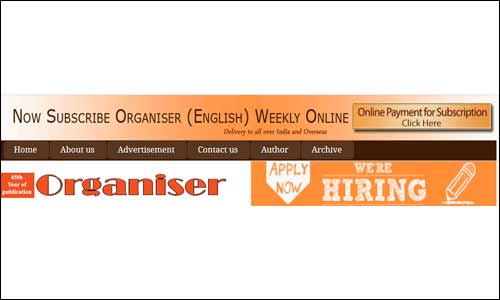 Now Subscribe Organiser (English) Weekly Online
Delivery to all over India and Overseas
Online Payment for Subscription
Click Here
Home About us Advertisement Contact us Author Archive
65th
Year of
publication
Organiser
APPLY
NOW
WE'RE
HIRING